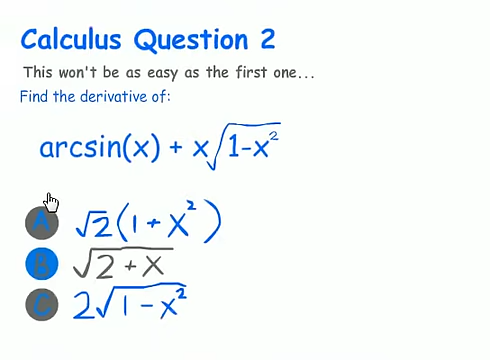 Calculus Question 2
This won't be as easy as the first one...
Find the derivative of:
arcsin(x) + x√(1-x²)
A √2(1+x²)
B √(2+x)
C 2√(1-x²)